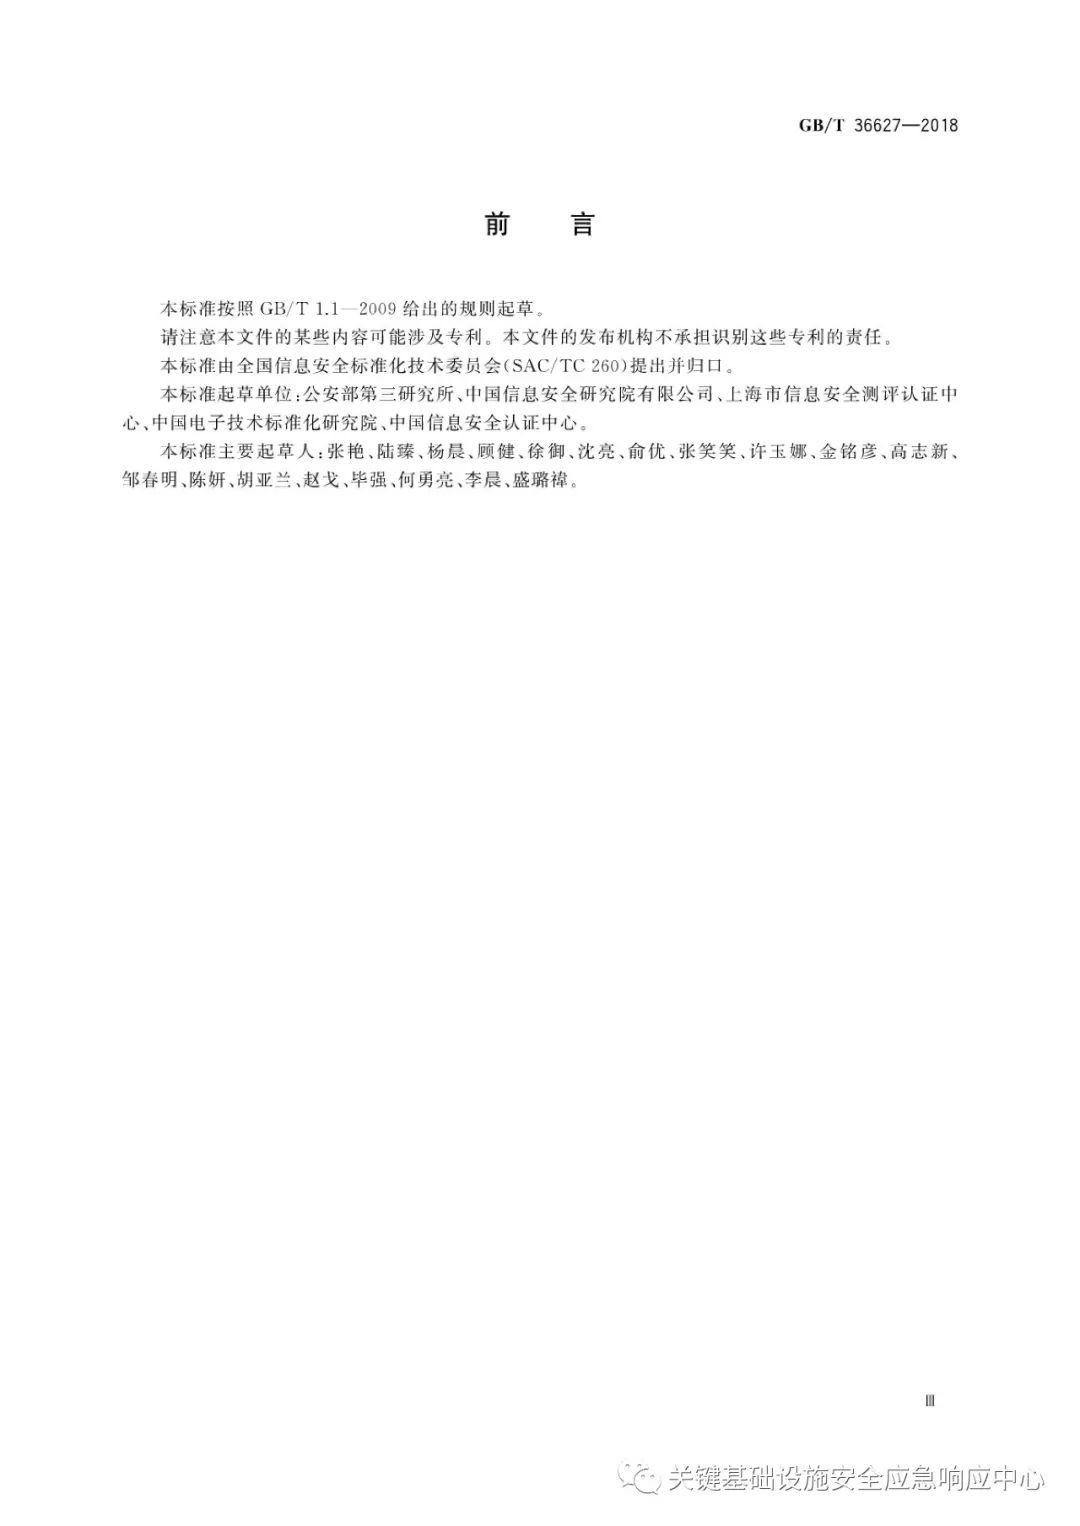 GB/T 36627—2018
前 言
本标准按照 GB/T 1.1—2009 给出的规则起草。
请注意本文件的某些内容可能涉及专利。本文件的发布机构不承担识别这些专利的责任。
本标准由全国信息安全标准化技术委员会(SAC/TC 260)提出并归口。
本标准起草单位:公安部第三研究所、中国信息安全研究院有限公司、上海市信息安全测评认证中
心、中国电子技术标准化研究院、中国信息安全认证中心。
本标准主要起草人:张艳、陆臻、杨晨、顾健、徐御、沈亮、俞优、张笑笑、许玉娜、金铭彦、高志新、
邹春明、陈妍、胡亚兰、赵戈、毕强、何勇亮、李晨、盛璐禕。
Ⅲ
关键基础设施安全应急响应中心